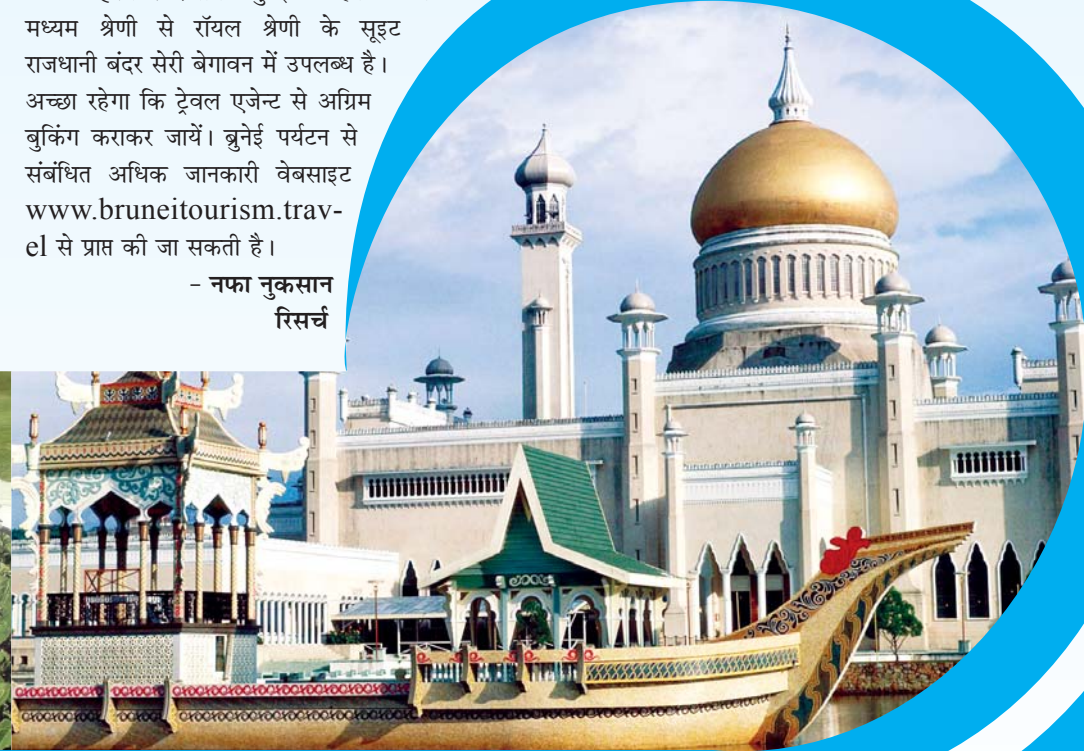 मध्यम श्रेणी से रॉयल श्रेणी के सूइट
राजधानी बंदर सेरी बेगावन में उपलब्ध है।
अच्छा रहेगा कि ट्रेवल एजेन्ट से अग्रिम
बुकिंग कराकर जायें। ब्रुनेई पर्यटन से
संबंधित अधिक जानकारी वेबसाइट
www.bruneitourism.trav-
el से प्राप्त की जा सकती है।
- नफा नुकसान
रिसर्च